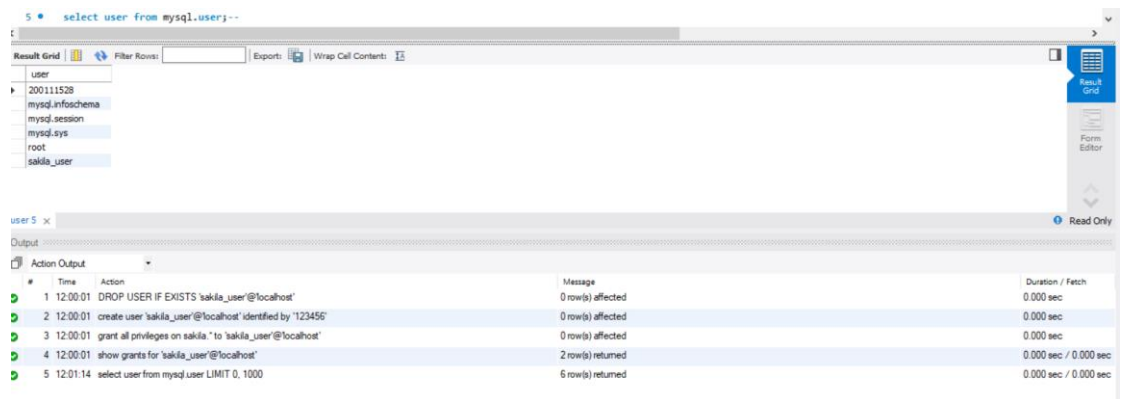 5 select user from mysql.user;--
Result Grid Filter Rows: Export: Wrap Cell Content:
user
200111528
mysql.infoschema
mysql.session
mysql.sys
root
sakila_user
Result Grid
Form Editor
user 5
Read Only
Output
Action Output
# Time Action Message Duration / Fetch
1 12:00:01 DROP USER IF EXISTS 'sakila_user'@'localhost' 0 row(s) affected 0.000 sec
2 12:00:01 create user 'sakila_user'@'localhost' identified by '123456' 0 row(s) affected 0.000 sec
3 12:00:01 grant all privileges on sakila.* to 'sakila_user'@'localhost' 0 row(s) affected 0.000 sec
4 12:00:01 show grants for 'sakila_user'@'localhost' 2 row(s) returned 0.000 sec / 0.000 sec
5 12:01:14 select user from mysql.user LIMIT 0, 1000 6 row(s) returned 0.000 sec / 0.000 sec